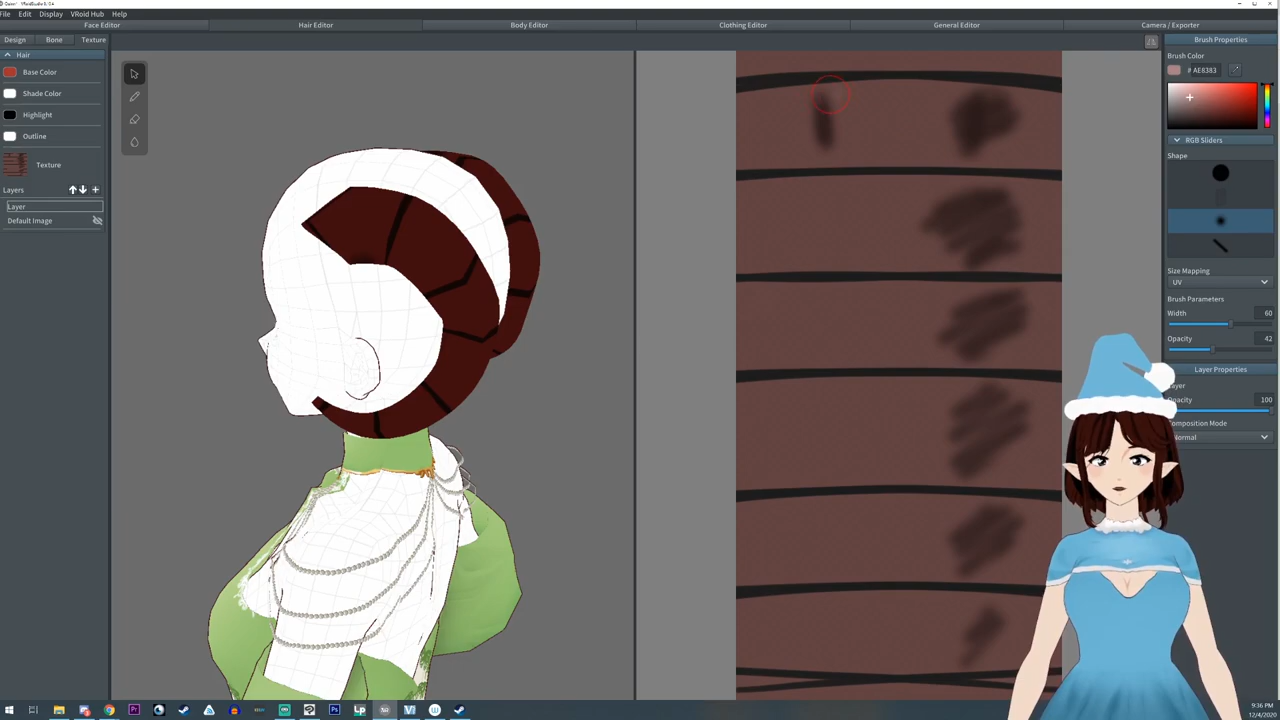 File Edit Display VRoid Hub Help
Face Editor Hair Editor Body Editor Clothing Editor General Editor Camera / Exporter
Design Bone Texture
Hair
Base Color
Shade Color
Highlight
Outline
Texture
Layers
Layer
Default Image
Brush Properties
Brush Color
# AE8383
RGB Sliders
Shape
Size Mapping
UV
Brush Parameters
Width 60
Opacity 42
Layer Properties
Layer
Opacity 100
Composition Mode
Normal
9:36 PM
12/4/2020